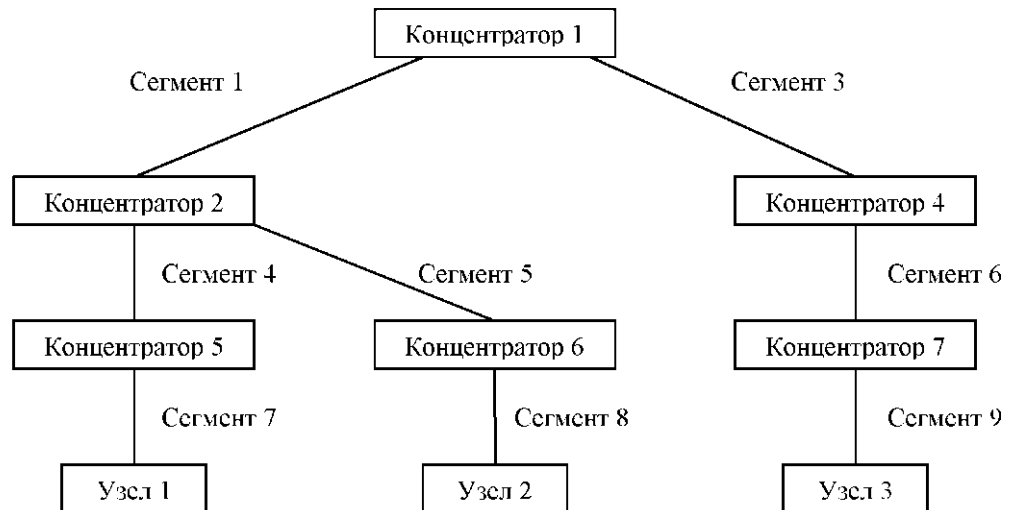 Концентратор 1
Сегмент 1
Сегмент 3
Концентратор 2
Концентратор 4
Сегмент 4
Сегмент 5
Сегмент 6
Концентратор 5
Концентратор 6
Концентратор 7
Сегмент 7
Сегмент 8
Сегмент 9
Узел 1
Узел 2
Узел 3